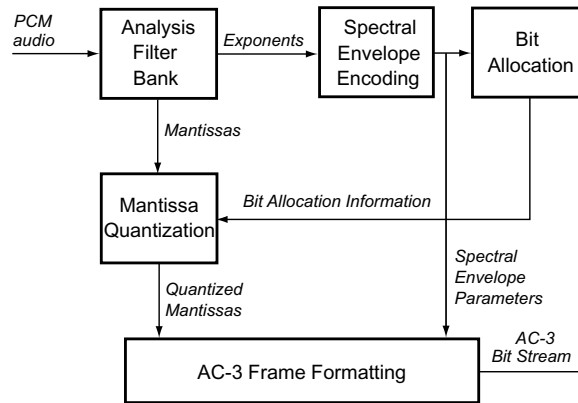 PCM
audio
Analysis
Filter
Bank
Exponents
Spectral
Envelope
Encoding
Bit
Allocation
Mantissas
Mantissa
Quantization
Bit Allocation Information
Quantized
Mantissas
Spectral
Envelope
Parameters
AC-3 Frame Formatting
AC-3
Bit Stream